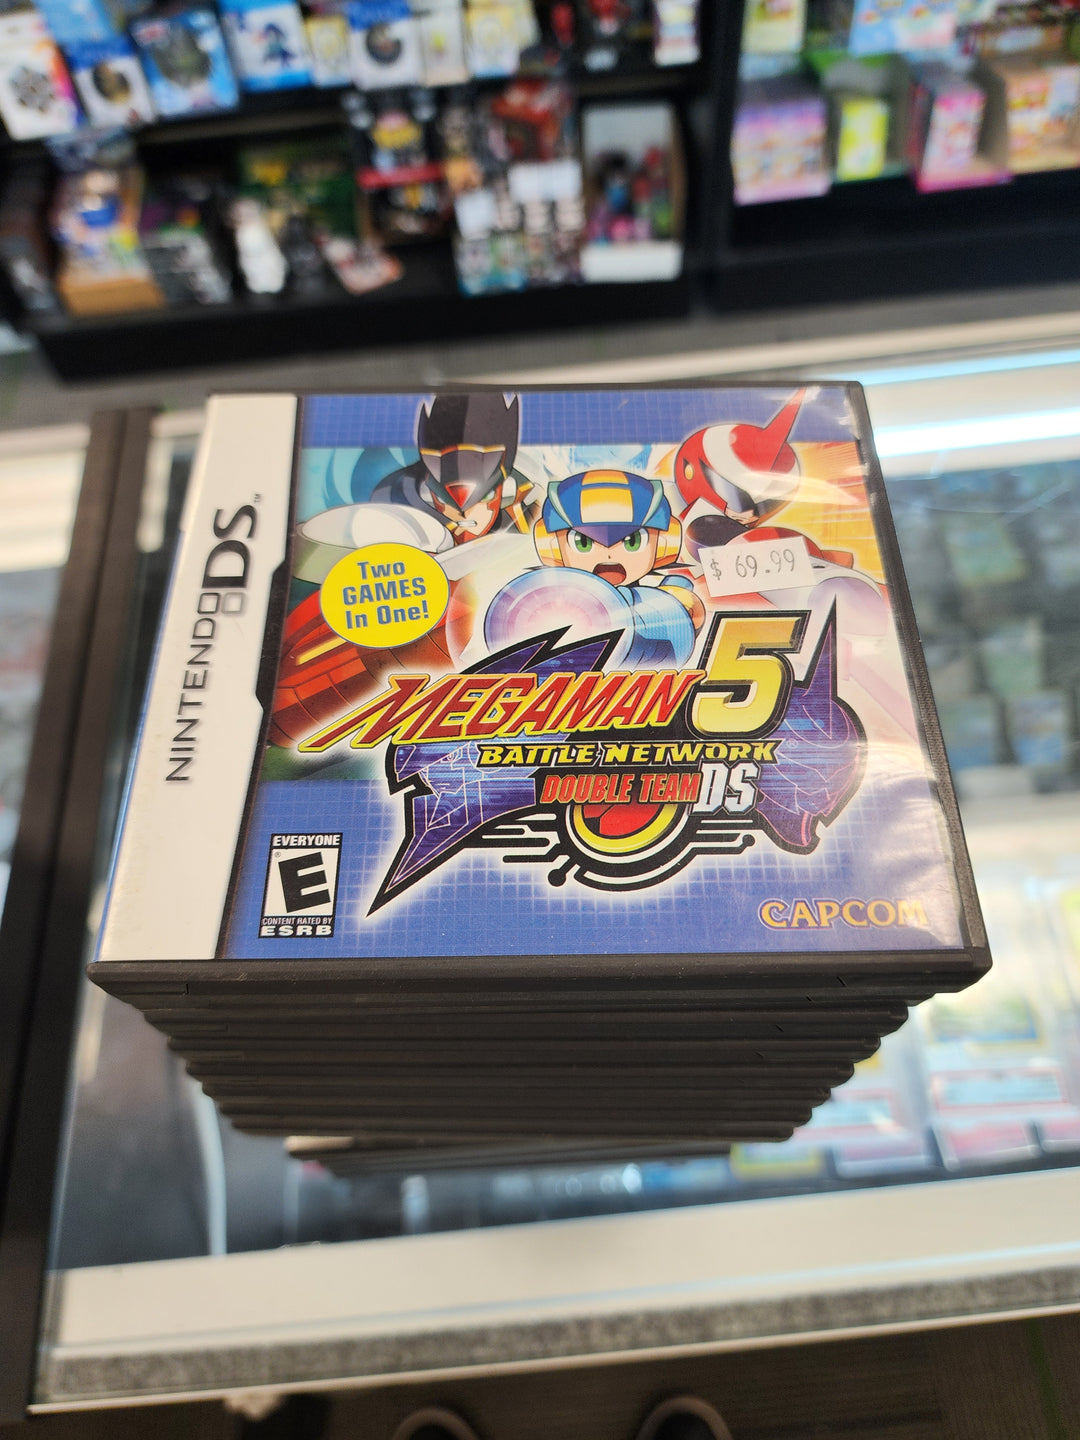 NINTENDO DS™
Two
GAMES
In One!
$ 69.99
MEGAMAN 5
BATTLE NETWORK®
DOUBLE TEAM DS
EVERYONE
E
®
CONTENT RATED BY
ESRB
CAPCOM